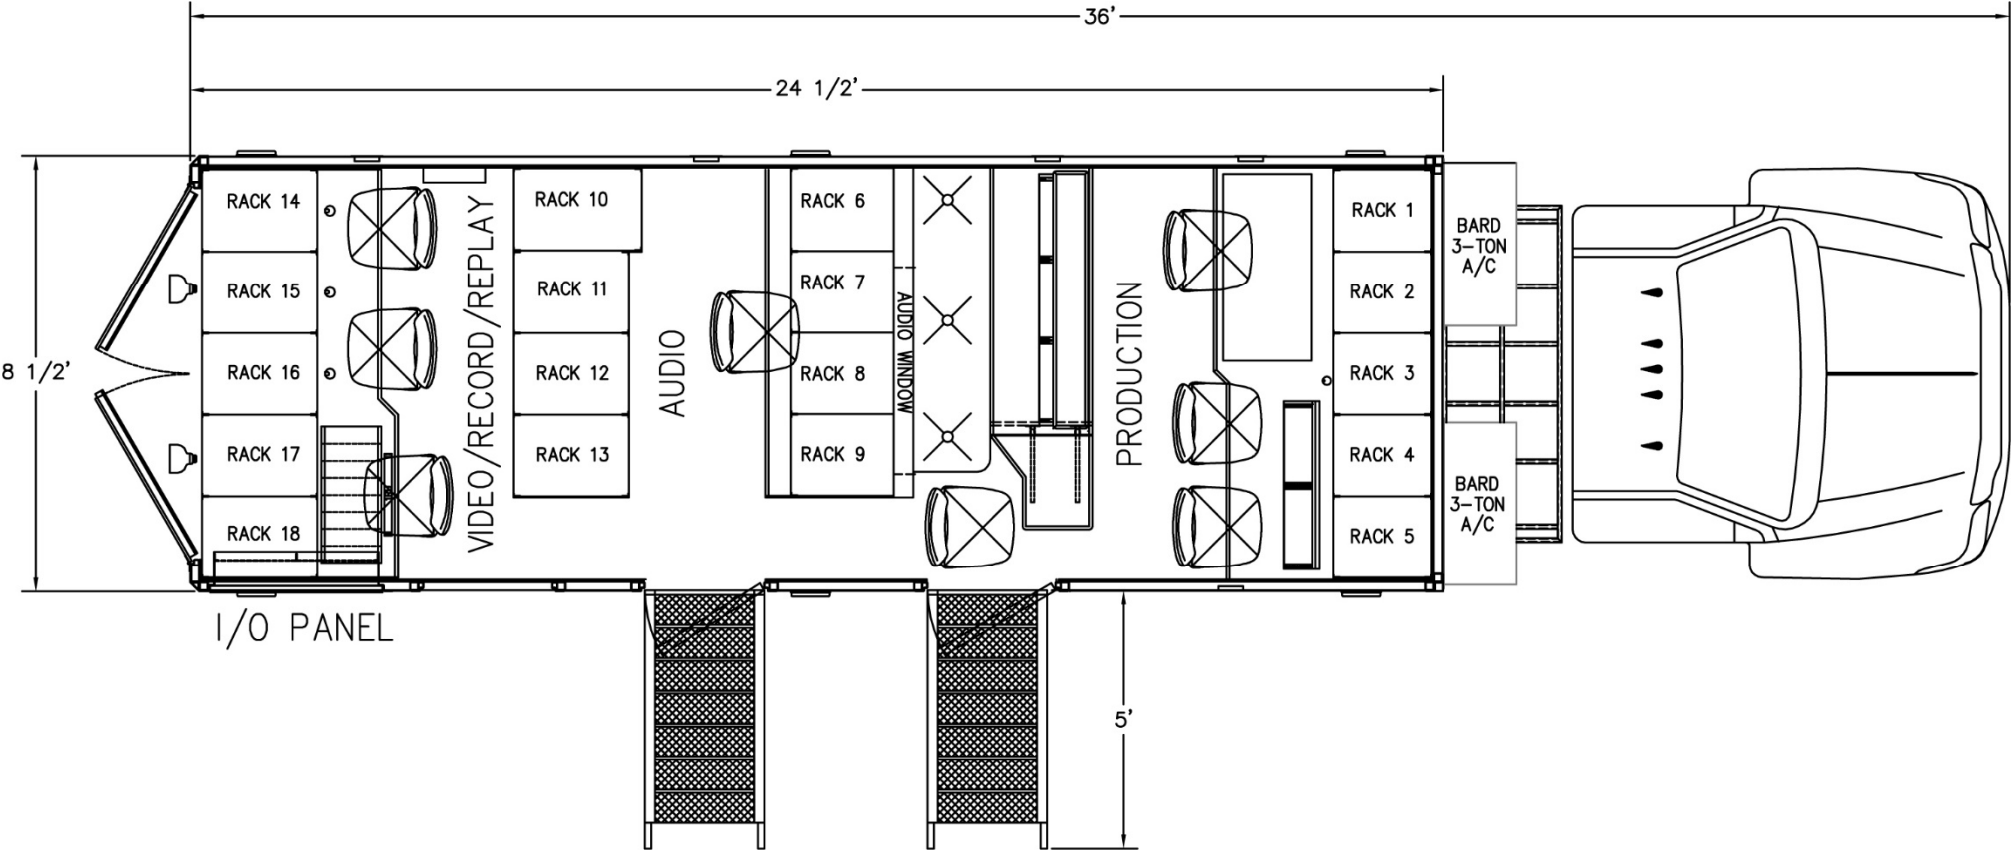 36'
24 1/2'
8 1/2'
RACK 14
RACK 15
RACK 16
RACK 17
RACK 18
VIDEO/RECORD/REPLAY
RACK 10
RACK 11
RACK 12
RACK 13
AUDIO
RACK 6
RACK 7
RACK 8
RACK 9
AUDIO WINDOW
PRODUCTION
RACK 1
RACK 2
RACK 3
RACK 4
RACK 5
BARD
3-TON
A/C
BARD
3-TON
A/C
I/O PANEL
5'